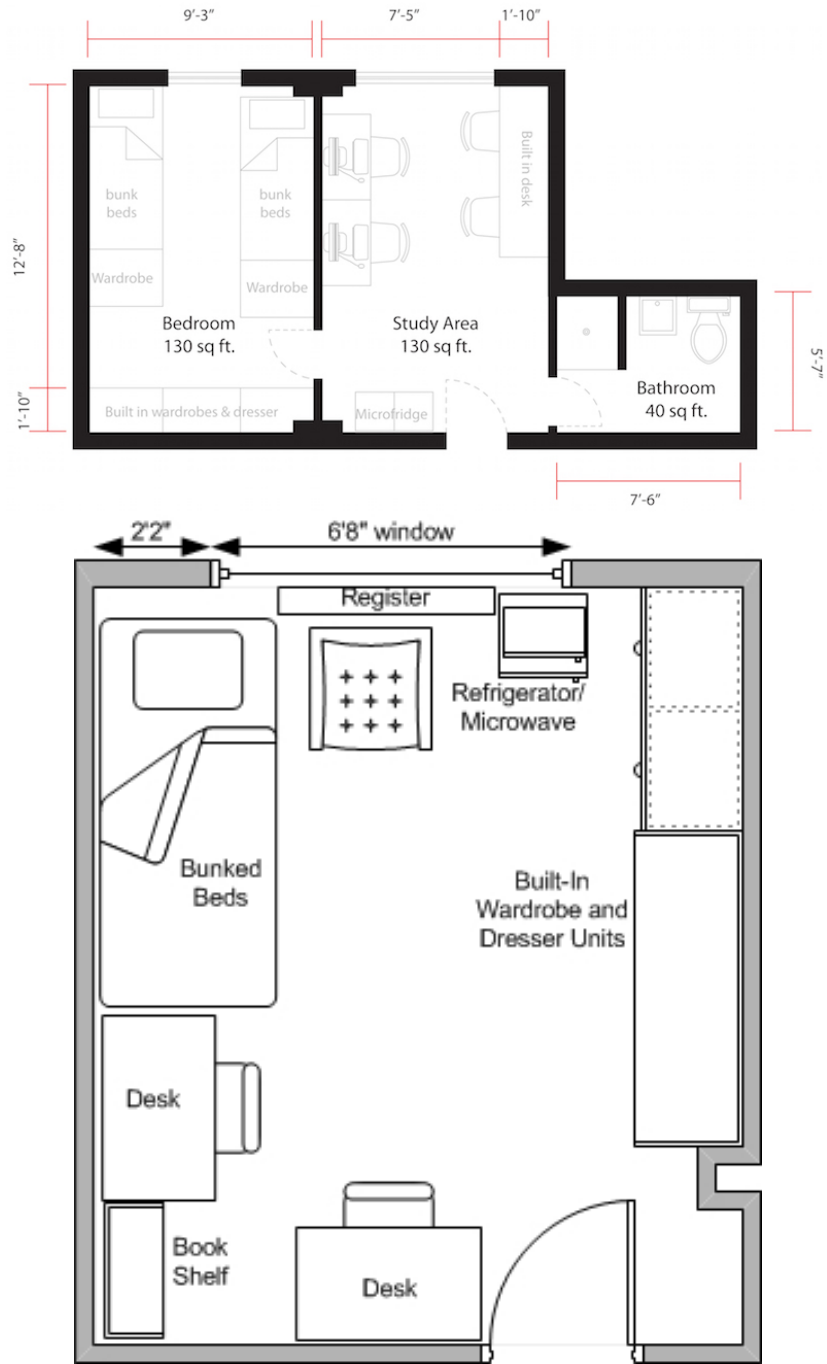 9’-3”
7’-5”
1’-10”
12’-8”
1’-10”
bunk
beds
bunk
beds
Wardrobe
Wardrobe
Built in desk
Bedroom
130 sq ft.
Study Area
130 sq ft.
Built in wardrobes & dresser
Microfridge
Bathroom
40 sq ft.
5’-7”
7’-6”
2'2"
6'8" window
Register
Refrigerator/
Microwave
Bunked
Beds
Built-In
Wardrobe and
Dresser Units
Desk
Book
Shelf
Desk